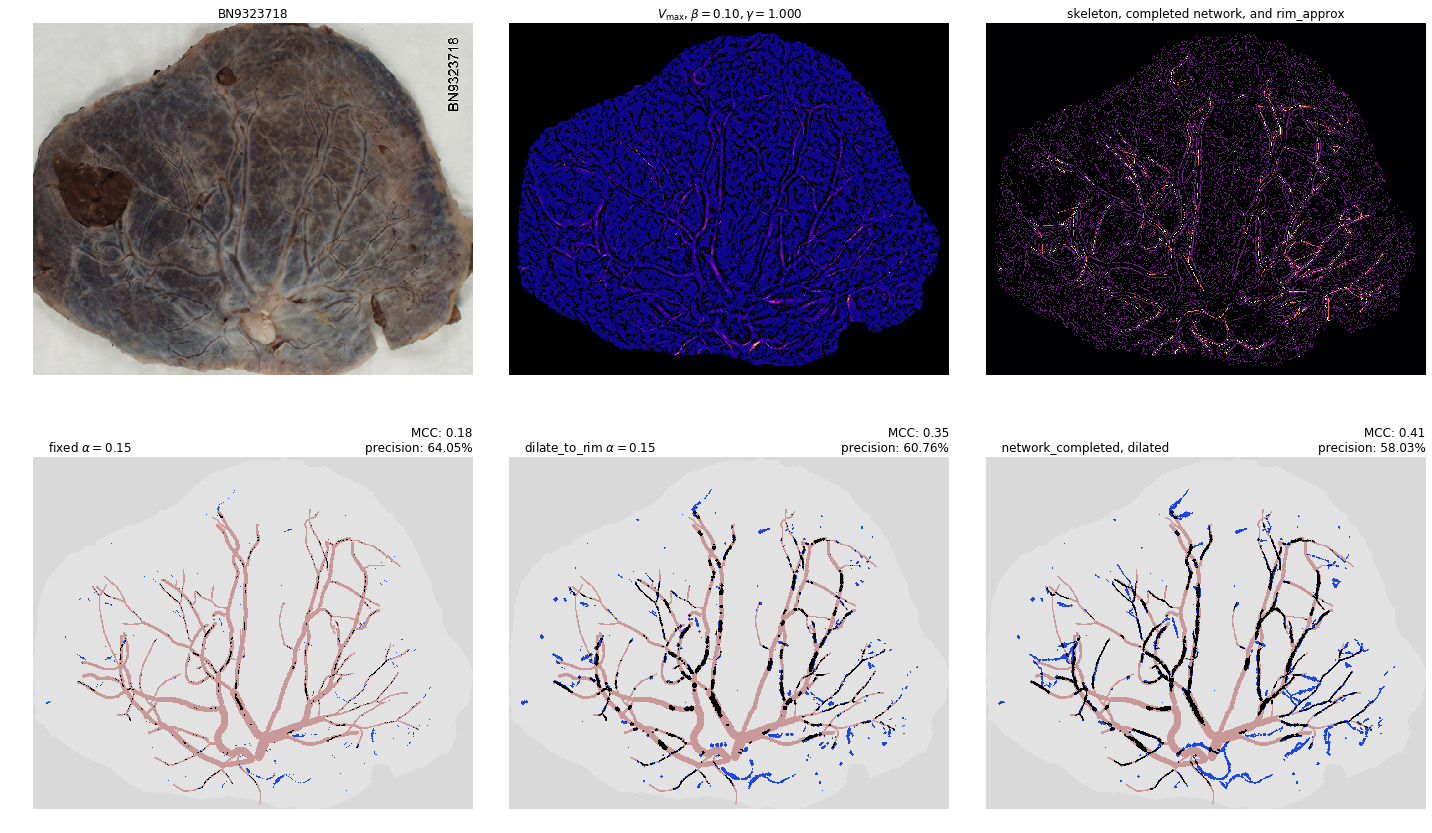 BN9323718
V_max, β = 0.10, γ = 1.000
skeleton, completed network, and rim_approx
BN9323718
fixed α = 0.15
MCC: 0.18
precision: 64.05%
dilate_to_rim α = 0.15
MCC: 0.35
precision: 60.76%
network_completed, dilated
MCC: 0.41
precision: 58.03%